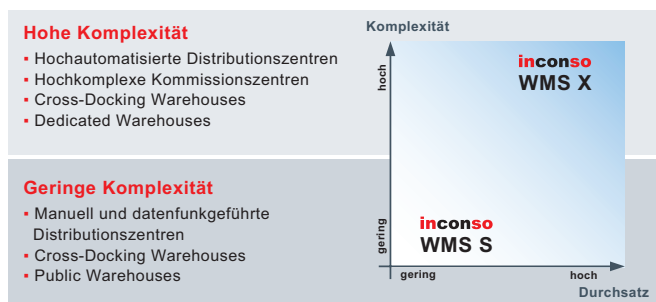 Hohe Komplexität
▪ Hochautomatisierte Distributionszentren
▪ Hochkomplexe Kommissionszentren
▪ Cross-Docking Warehouses
▪ Dedicated Warehouses
Geringe Komplexität
▪ Manuell und datenfunkgeführte
Distributionszentren
▪ Cross-Docking Warehouses
▪ Public Warehouses
Komplexität
hoch
inconso
WMS X
gering
inconso
WMS S
gering
hoch
Durchsatz